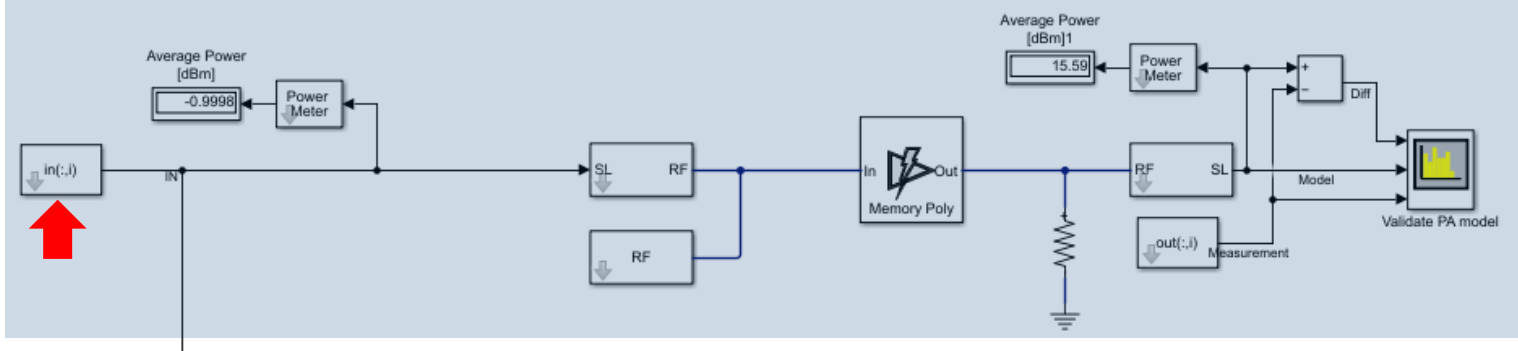 Average Power
[dBm]1
15.59
Power
Meter
+
−
Diff
Average Power
[dBm]
-0.9998
Power
Meter
in(:,i)
IN
SL
RF
RF
In
Out
Memory Poly
+
RF
SL
Model
out(:,i)
Measurement
Validate PA model